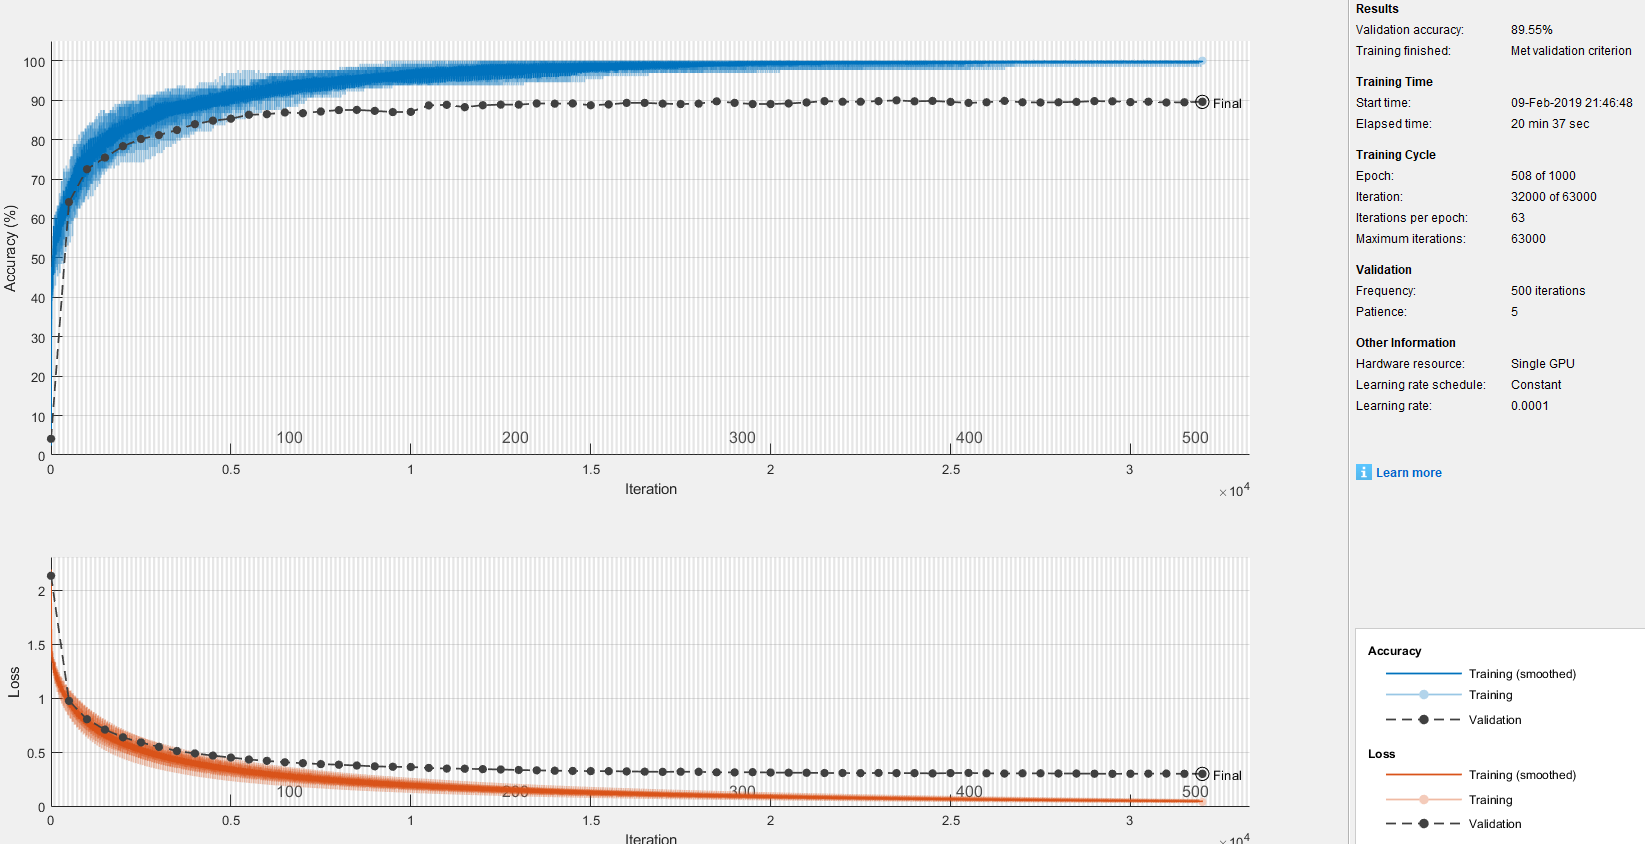 Results
Validation accuracy: 89.55%
Training finished: Met validation criterion
Training Time
Start time: 09-Feb-2019 21:46:48
Elapsed time: 20 min 37 sec
Training Cycle
Epoch: 508 of 1000
Iteration: 32000 of 63000
Iterations per epoch: 63
Maximum iterations: 63000
Validation
Frequency: 500 iterations
Patience: 5
Other Information
Hardware resource: Single GPU
Learning rate schedule: Constant
Learning rate: 0.0001
i Learn more
Accuracy (%)
100
90
80
70
60
50
40
30
20
10
0
Final
100 200 300 400 500
0 0.5 1 1.5 2 2.5 3
Iteration
×10⁴
Loss
2
1.5
1
0.5
0
Final
100 200 300 400 500
0 0.5 1 1.5 2 2.5 3
Iteration
×10⁴
Accuracy
Training (smoothed)
Training
Validation
Loss
Training (smoothed)
Training
Validation